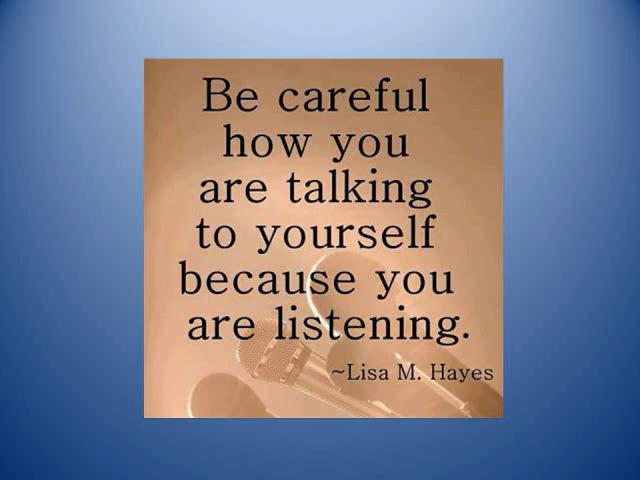 Be careful
how you
are talking
to yourself
because you
are listening.
~Lisa M. Hayes